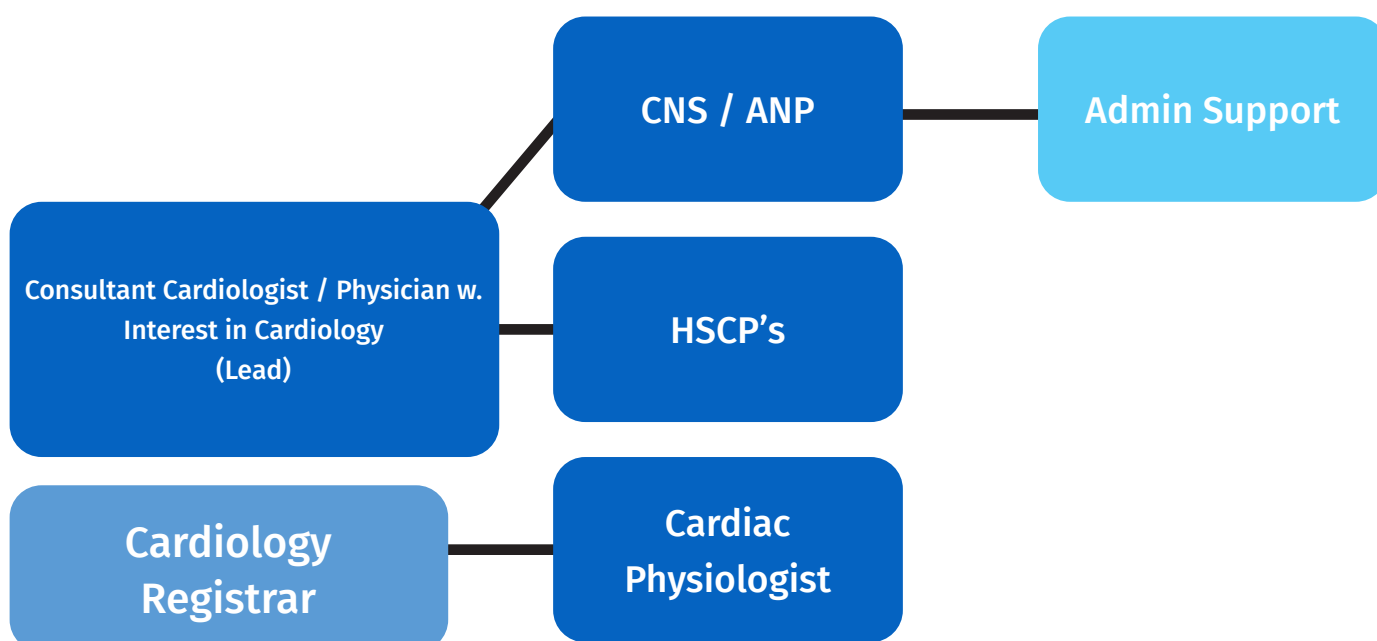 CNS / ANP
Admin Support
Consultant Cardiologist / Physician w.
Interest in Cardiology
(Lead)
HSCP’s
Cardiology
Registrar
Cardiac
Physiologist